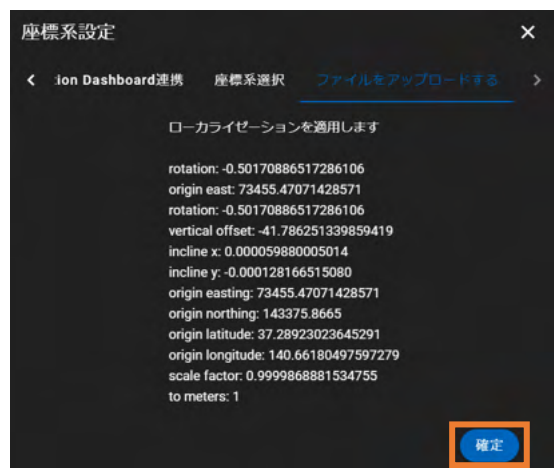 座標系設定
ion Dashboard連携 座標系選択 ファイルをアップロードする
ローカライゼーションを適用します
rotation: -0.50170886517286106
origin east: 73455.47071428571
rotation: -0.50170886517286106
vertical offset: -41.786251339859419
incline x: 0.000059880005014
incline y: -0.000128166515080
origin easting: 73455.47071428571
origin northing: 143375.8665
origin latitude: 37.28923023645291
origin longitude: 140.66180497597279
scale factor: 0.9999868881534755
to meters: 1
確定